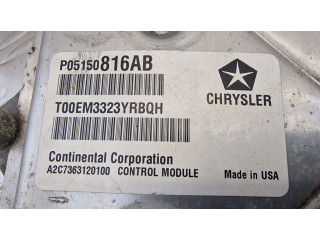 P05150816AB
CHRYSLER
T00EM3323YRBQH
Continental Corporation
A2C7363120100 CONTROL MODULE Made in USA